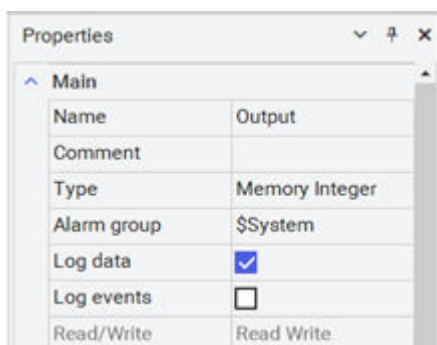 Properties
Main
Name Output
Comment
Type Memory Integer
Alarm group $System
Log data
Log events
Read/Write Read Write